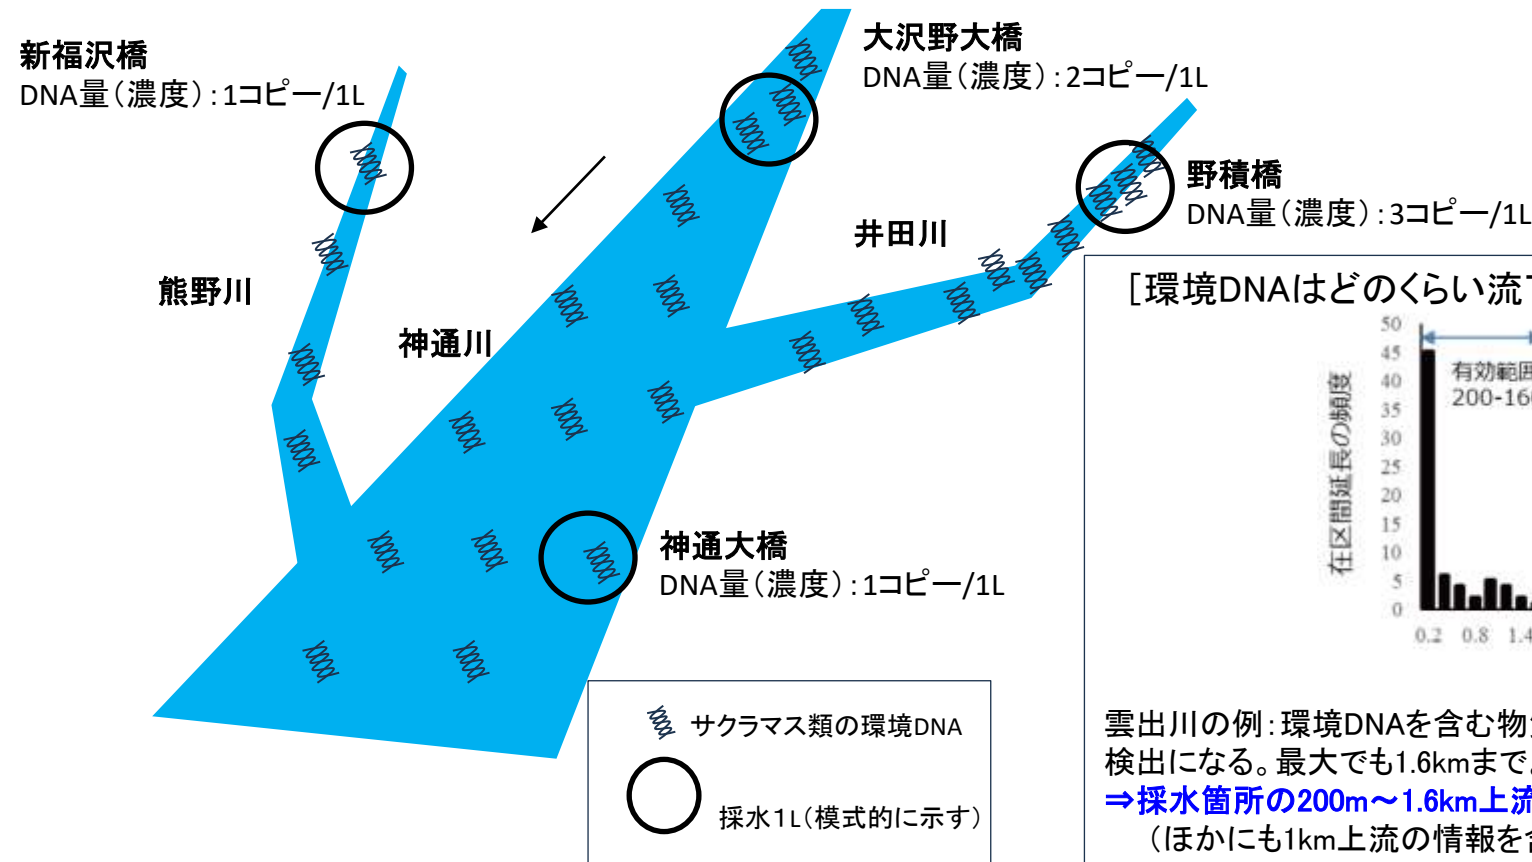 新福沢橋
DNA量（濃度）：1コピー/1L
大沢野大橋
DNA量（濃度）：2コピー/1L
野積橋
DNA量（濃度）：3コピー/1L
井田川
熊野川
神通川
神通大橋
DNA量（濃度）：1コピー/1L
サクラマス類の環境DNA
採水1L（模式的に示す）
［環境DNAはどのくらい流
50
45
40
35
30
25
20
15
10
5
0
在区間延長の頻度
有効範囲
200-160
0.2 0.8 1.4
雲出川の例：環境DNAを含む物
検出になる。最大でも1.6kmまで
⇒採水箇所の200m～1.6km上流
（ほかにも1km上流の情報を